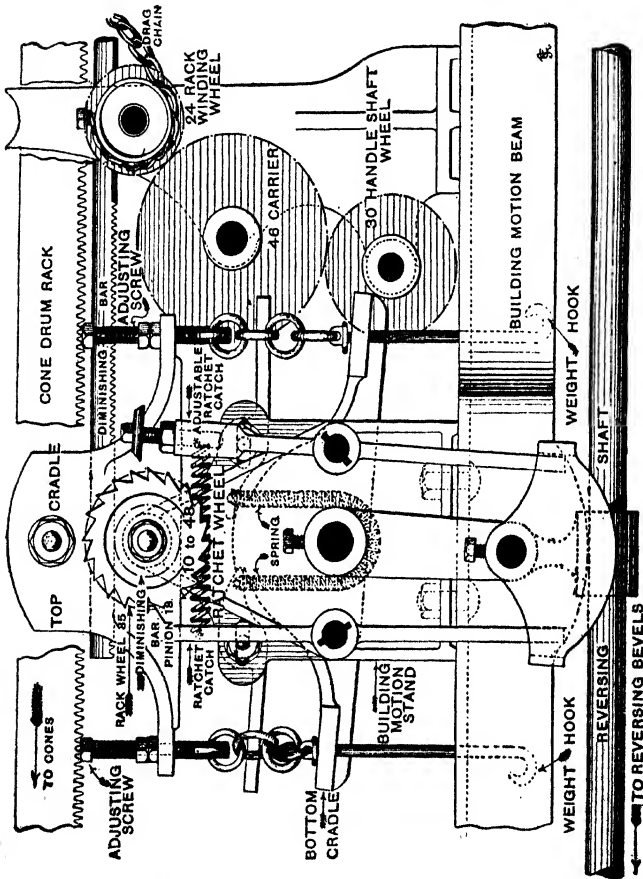 TO CONES
ADJUSTING
SCREW
TOP
CRADLE
CONE DRUM RACK
DIMINISHING
BAR
ADJUSTING
SCREW
DRAG
CHAIN
24 RACK
WINDING
WHEEL
RACK WHEEL 85
DIMINISHING
BAR
PINION 18
RATCHET
CATCH
10 to 48
RATCHET WHEEL
ADJUSTABLE
RATCHET
CATCH
46 CARRIER
30 HANDLE SHAFT
WHEEL
SPRING
BOTTOM
CRADLE
BUILDING
MOTION
STAND
BUILDING MOTION BEAM
WEIGHT HOOK
WEIGHT HOOK
REVERSING SHAFT
TO REVERSING BEVELS